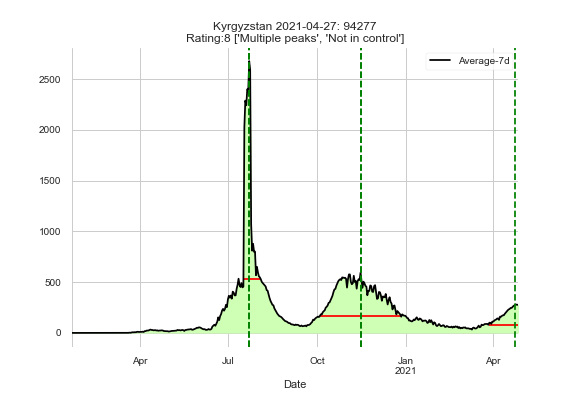 Kyrgyzstan 2021-04-27: 94277
Rating:8 ['Multiple peaks', 'Not in control']
Average-7d
2500
2000
1500
1000
500
0
Apr
Jul
Oct
Jan
2021
Apr
Date